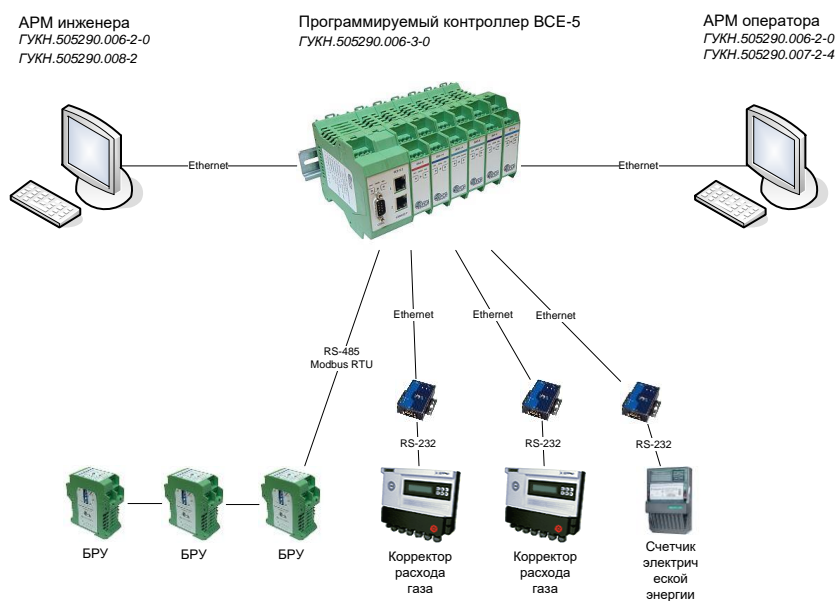 АРМ инженера
ГУКН.505290.006-2-0
ГУКН.505290.008-2
Программируемый контроллер ВСЕ-5
ГУКН.505290.006-3-0
АРМ оператора
ГУКН.505290.006-2-0
ГУКН.505290.007-2-4
Ethernet
Ethernet
Ethernet
Ethernet
Ethernet
RS-485
Modbus RTU
RS-232
RS-232
RS-232
БРУ
БРУ
БРУ
Корректор
расхода
газа
Корректор
расхода
газа
Счетчик
электрич
еской
энергии